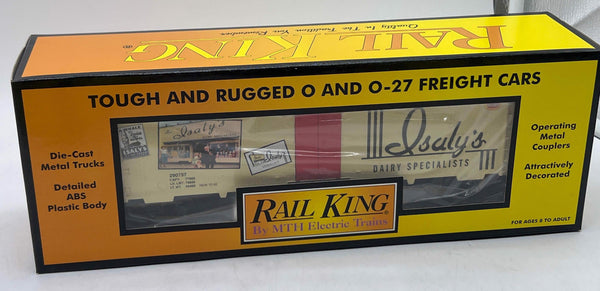 RAIL KING®
Quality In The Tradition You Remember
TOUGH AND RUGGED O AND O-27 FREIGHT CARS
Die-Cast
Metal Trucks
Detailed
ABS
Plastic Body
Isaly's
ISALY'S
Isaly's
DAIRY SPECIALISTS
Operating
Metal
Couplers
Attractively
Decorated
RAIL KING®
By MTH Electric Trains
FOR AGES 8 TO ADULT